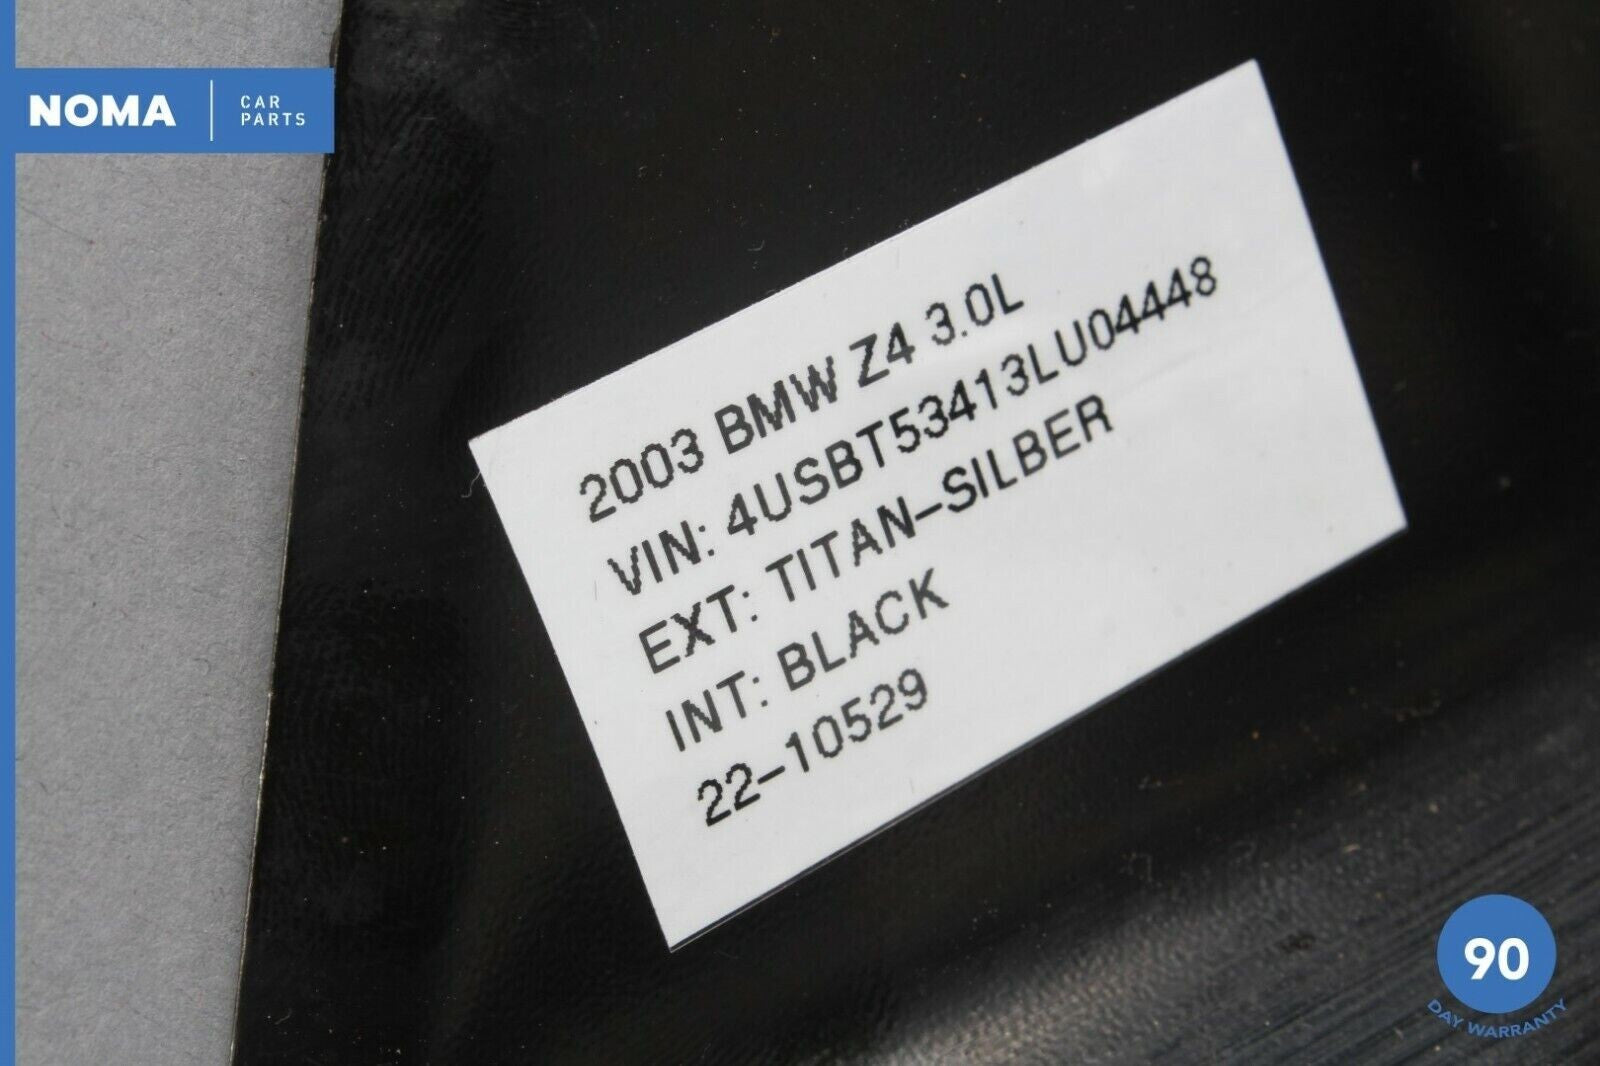 NOMA
CAR
PARTS
2003 BMW Z4 3.0L
VIN: 4USBT53413LU04448
EXT: TITAN-SILBER
INT: BLACK
22-10529
90
DAY WARRANTY